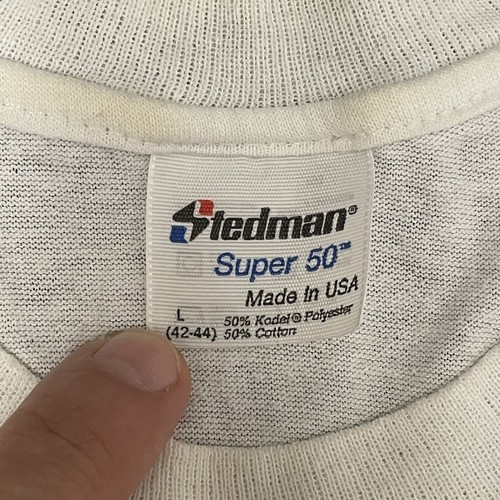 Stedman®
Super 50™
Made In USA
L 50% Kodel® Polyester
(42-44) 50% Cotton